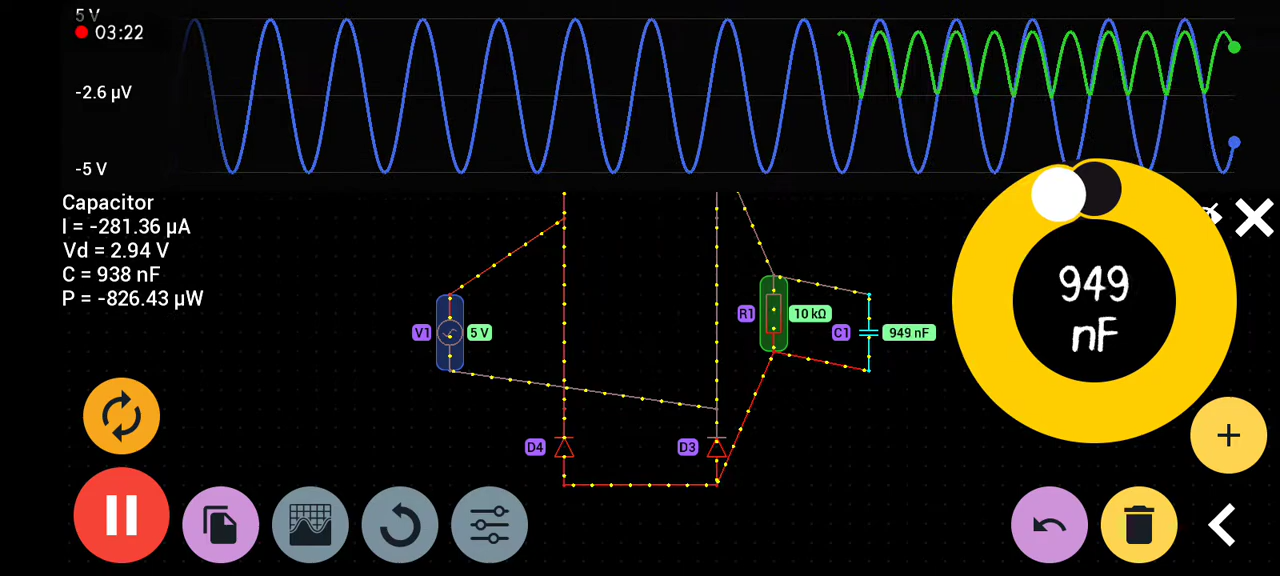 5 V
03:22
-2.6 µV
-5 V
Capacitor
I = -281.36 µA
Vd = 2.94 V
C = 938 nF
P = -826.43 µW
V1 5 V
R1 10 kΩ
C1 949 nF
D4
D3
949
nF